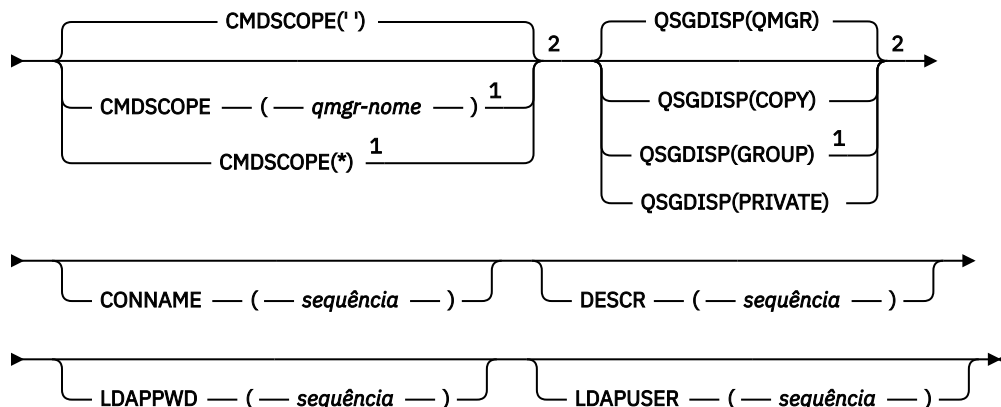 CMDSCOPE(' ') QSGDISP(QMGR)
2 2
CMDSCOPE ( qmgr-nome ) 1 QSGDISP(COPY)
CMDSCOPE(*) 1 QSGDISP(GROUP) 1
QSGDISP(PRIVATE)
CONNAME ( sequência ) DESCR ( sequência )
LDAPPWD ( sequência ) LDAPUSER ( sequência )